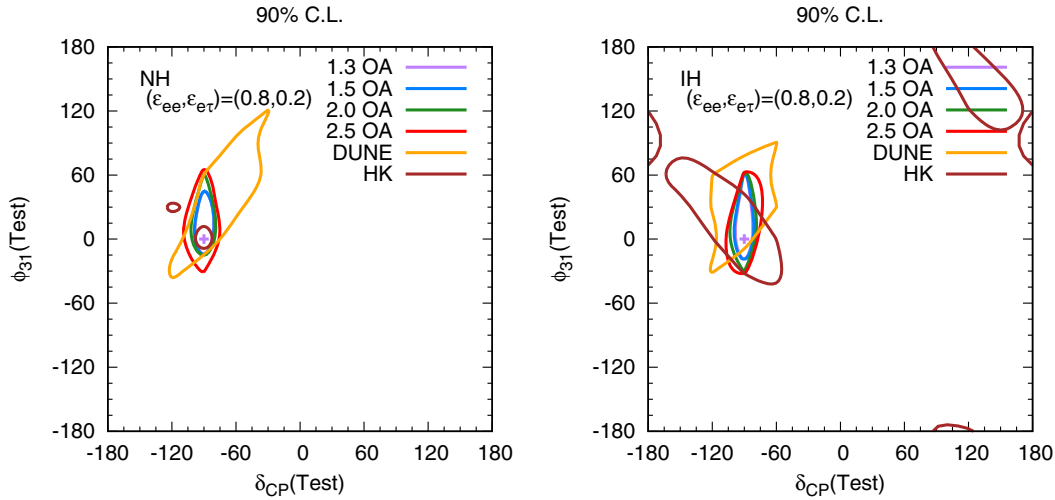 90% C.L.
180
120
60
0
-60
-120
-180
-180
-120
-60
0
60
120
180
ϕ31(Test)
δCP(Test)
NH
(εee,εeτ)=(0.8,0.2)
1.3 OA
1.5 OA
2.0 OA
2.5 OA
DUNE
HK
90% C.L.
180
120
60
0
-60
-120
-180
-180
-120
-60
0
60
120
180
ϕ31(Test)
δCP(Test)
IH
(εee,εeτ)=(0.8,0.2)
1.3 OA
1.5 OA
2.0 OA
2.5 OA
DUNE
HK